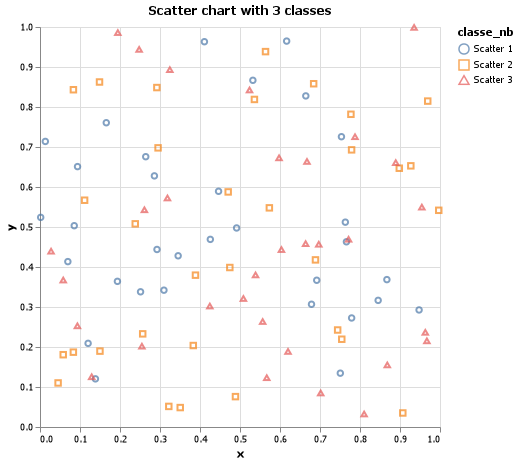 Scatter chart with 3 classes
classe_nb
Scatter 1
Scatter 2
Scatter 3
1.0
0.9
0.8
0.7
0.6
0.5
0.4
0.3
0.2
0.1
0.0
y
0.0 0.1 0.2 0.3 0.4 0.5 0.6 0.7 0.8 0.9 1.0
x